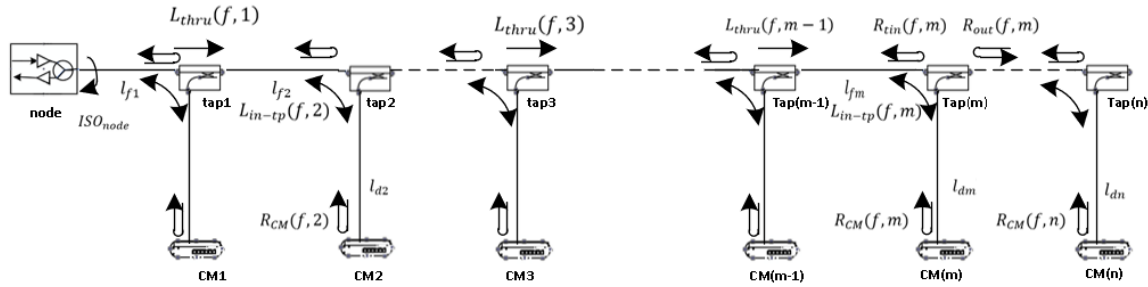 L_thru(f,1)
L_thru(f,3)
L_thru(f,m−1)
R_tin(f,m)
R_out(f,m)
node
ISO_node
l_f1
tap1
l_f2
tap2
tap3
Tap(m-1)
l_fm
Tap(m)
Tap(n)
L_in−tp(f,2)
L_in−tp(f,m)
l_d2
l_dm
l_dn
R_CM(f,2)
R_CM(f,m)
R_CM(f,n)
CM1
CM2
CM3
CM(m-1)
CM(m)
CM(n)